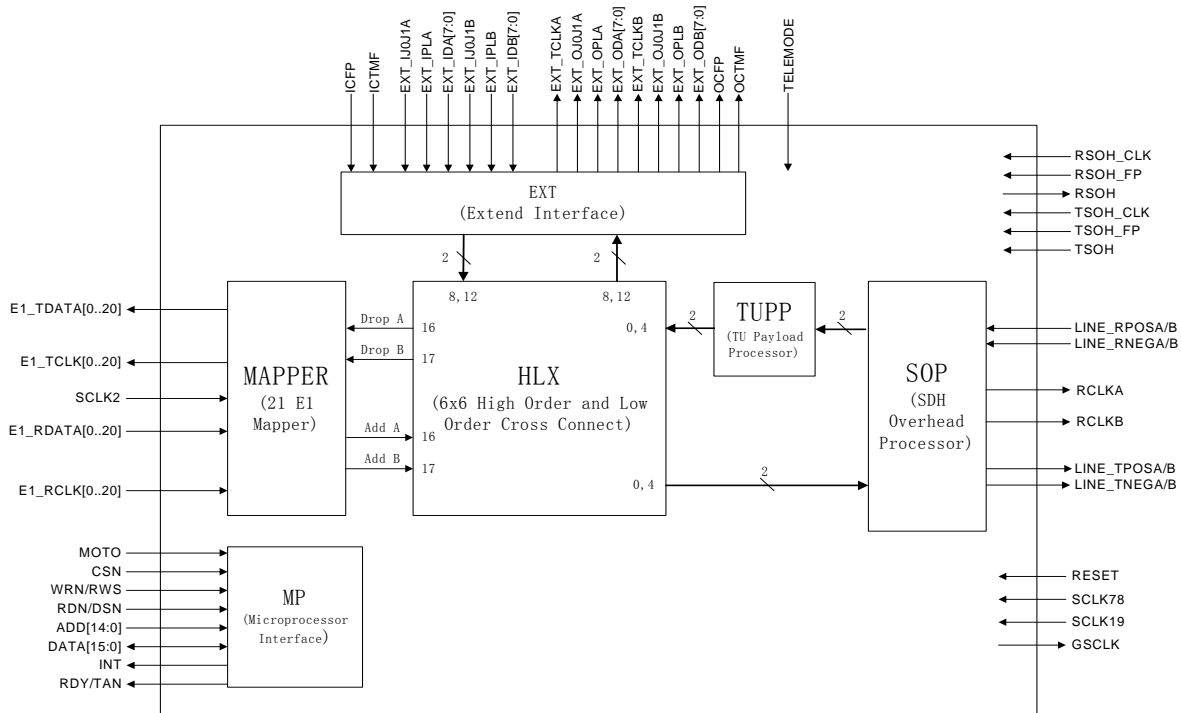 ICFP
ICTMF
EXT_IJ0J1A
EXT_IPLA
EXT_IDA[7:0]
EXT_IJ0J1B
EXT_IPLB
EXT_IDB[7:0]
EXT_TCLKA
EXT_OJ0J1A
EXT_OPLA
EXT_ODA[7:0]
EXT_TCLKB
EXT_OJ0J1B
EXT_OPLB
EXT_ODB[7:0]
OCFP
OCTMF
TELEMODE
EXT
(Extend Interface)
RSOH_CLK
RSOH_FP
RSOH
TSOH_CLK
TSOH_FP
TSOH
2
2
8,12
8,12
E1_TDATA[0..20]
E1_TCLK[0..20]
SCLK2
E1_RDATA[0..20]
E1_RCLK[0..20]
MAPPER
(21 E1
Mapper)
Drop A
Drop B
Add A
Add B
16
17
16
17
HLX
(6x6 High Order and Low
Order Cross Connect)
0,4
0,4
2
TUPP
(TU Payload
Processor)
2
2
SOP
(SDH
Overhead
Processor)
LINE_RPOSA/B
LINE_RNEGA/B
RCLKA
RCLKB
LINE_TPOSA/B
LINE_TNEGA/B
MOTO
CSN
WRN/RWS
RDN/DSN
ADD[14:0]
DATA[15:0]
INT
RDY/TAN
MP
(Microprocessor
Interface)
RESET
SCLK78
SCLK19
GSCLK